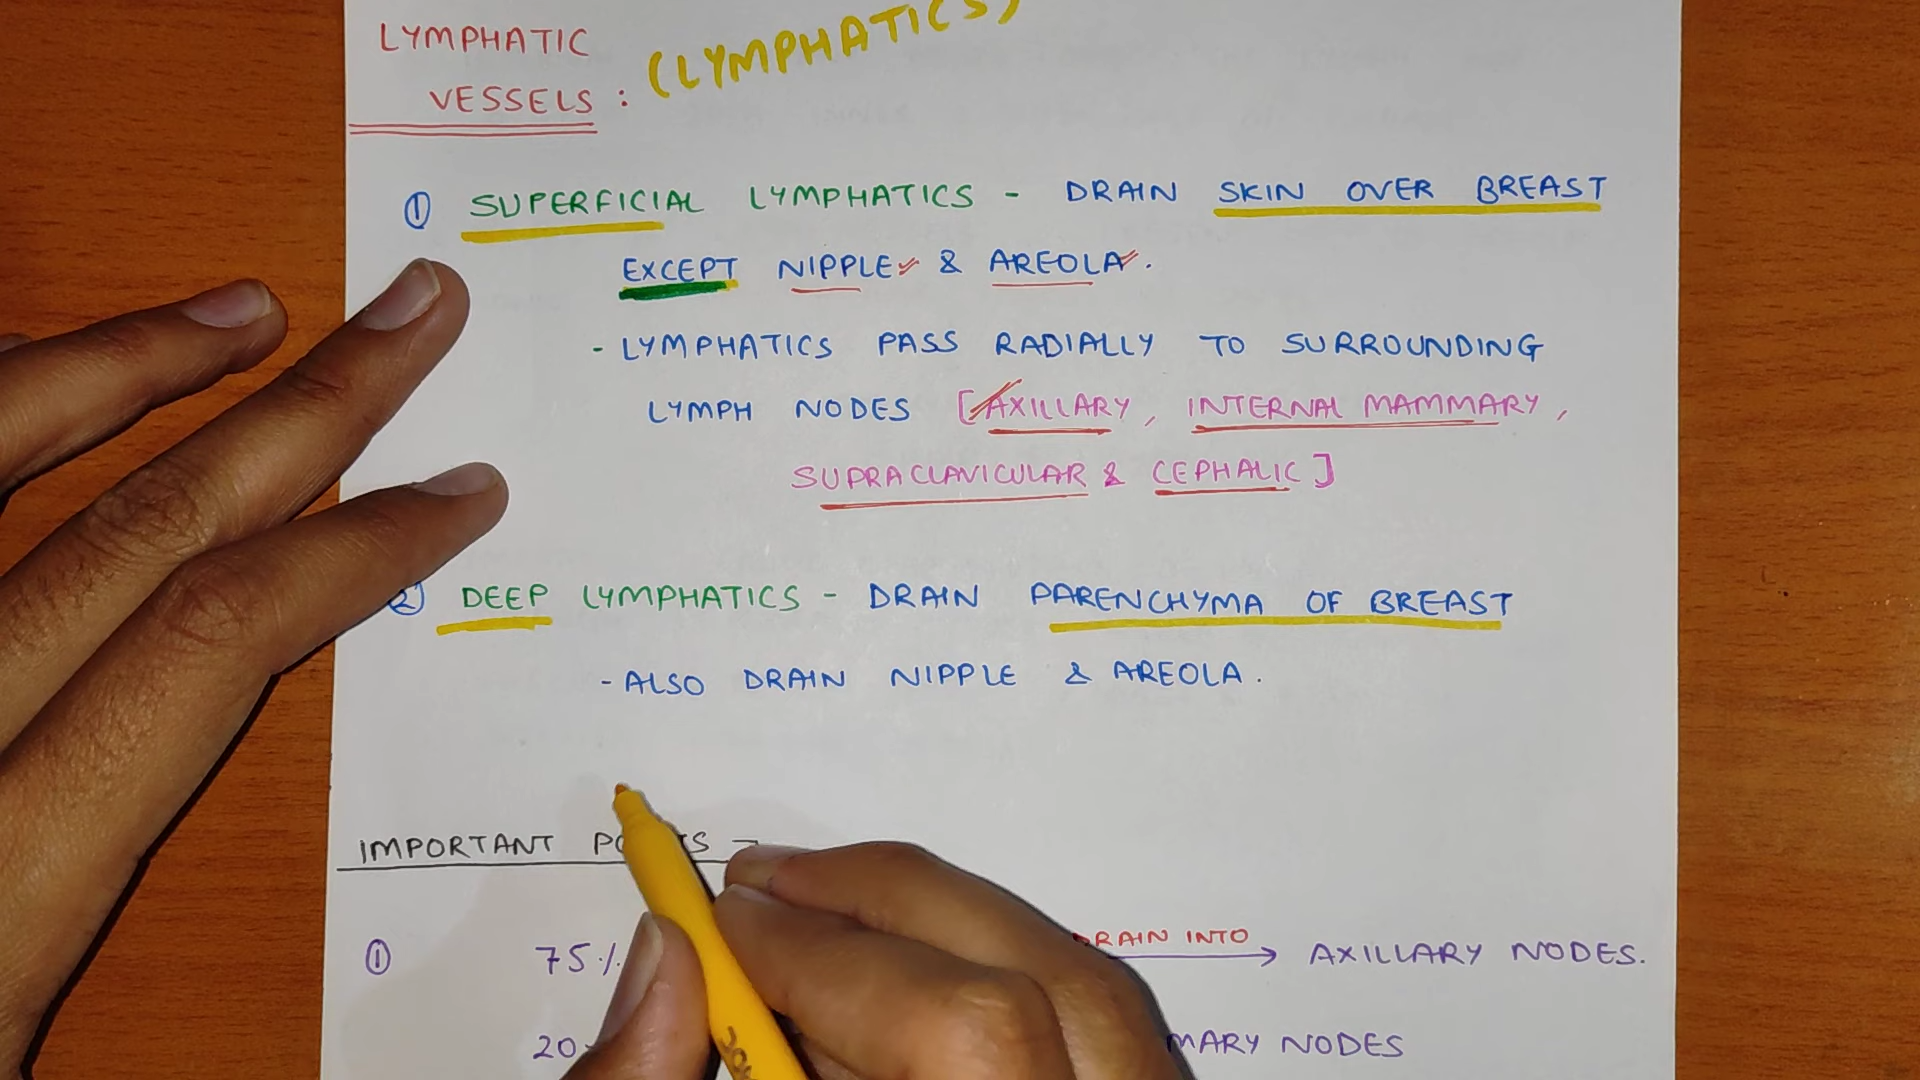 LYMPHATIC
VESSELS : (LYMPHATICS)
① SUPERFICIAL LYMPHATICS - DRAIN SKIN OVER BREAST
EXCEPT NIPPLE & AREOLA.
- LYMPHATICS PASS RADIALLY TO SURROUNDING
LYMPH NODES [AXILLARY, INTERNAL MAMMARY,
SUPRACLAVICULAR & CEPHALIC]
② DEEP LYMPHATICS - DRAIN PARENCHYMA OF BREAST
- ALSO DRAIN NIPPLE & AREOLA.
IMPORTANT -
① 75% DRAIN INTO → AXILLARY NODES.
20 NODES